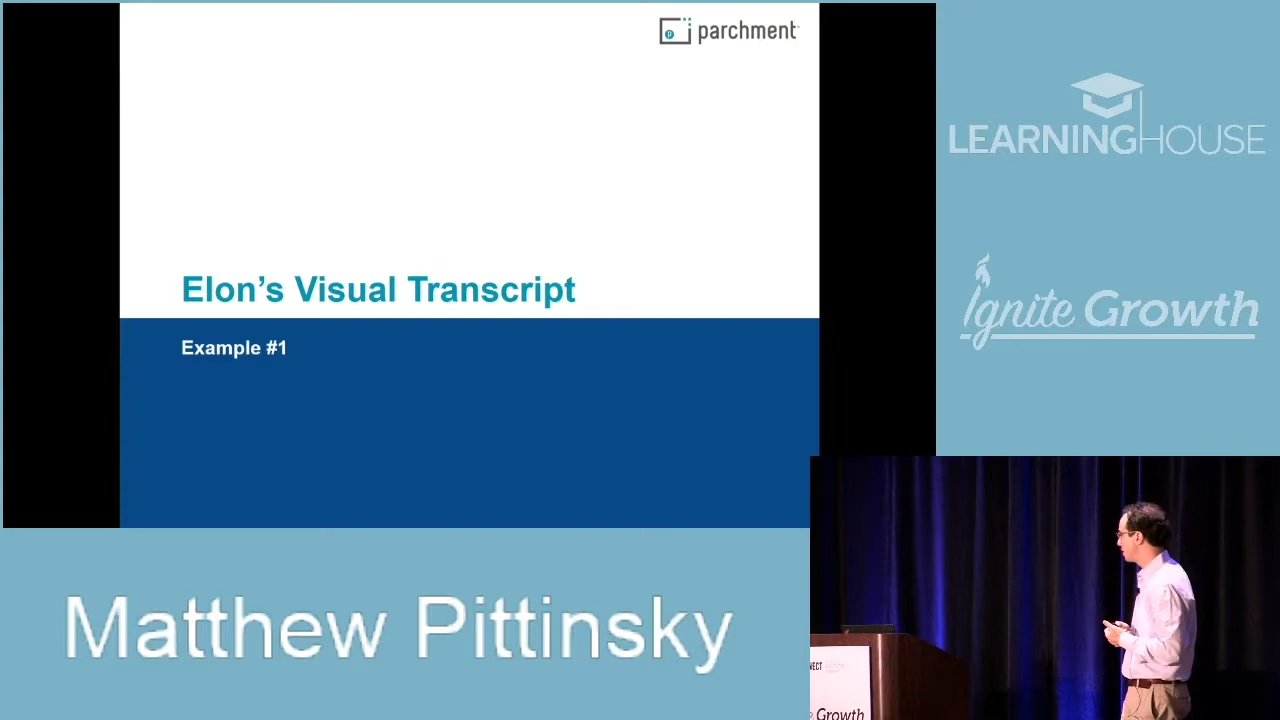 parchment
Elon's Visual Transcript
Example #1
LEARNINGHOUSE
Ignite Growth
Matthew Pittinsky
Growth